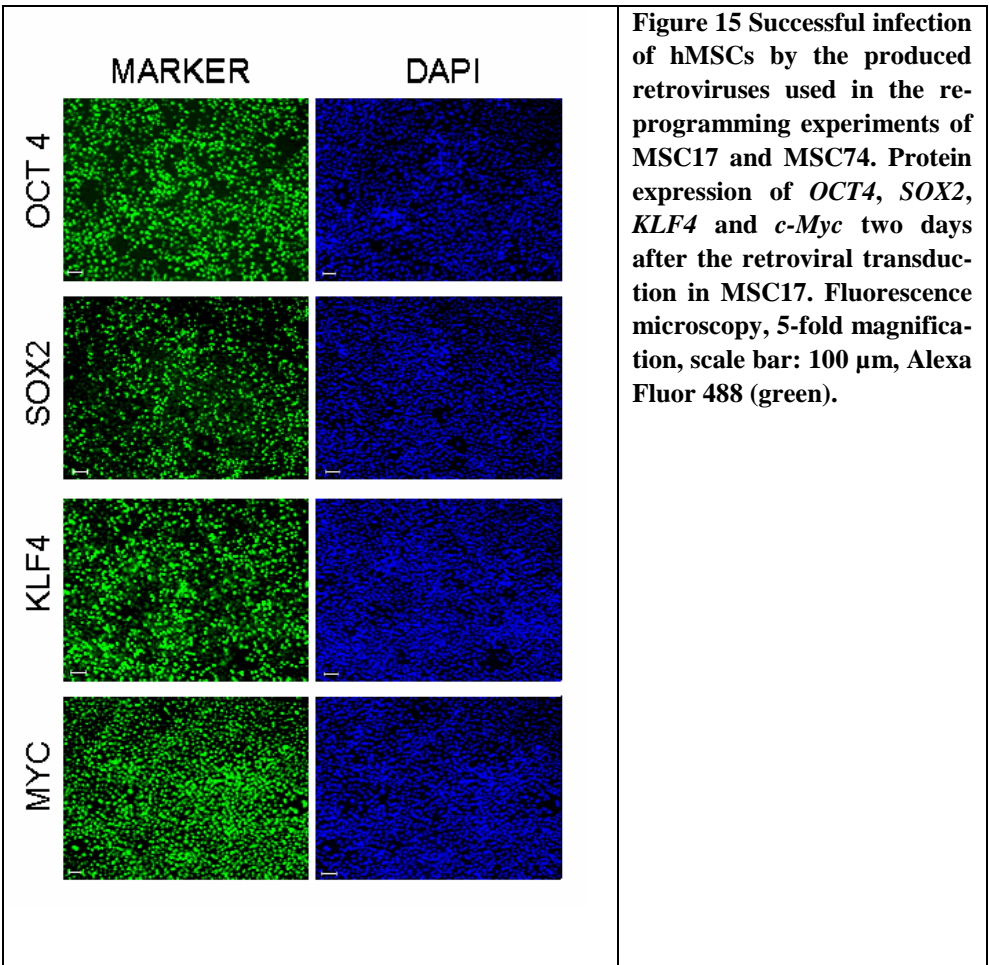 MARKER DAPI
OCT 4
SOX2
KLF4
MYC
Figure 15 Successful infection
of hMSCs by the produced
retroviruses used in the re-
programming experiments of
MSC17 and MSC74. Protein
expression of OCT4, SOX2,
KLF4 and c-Myc two days
after the retroviral transduc-
tion in MSC17. Fluorescence
microscopy, 5-fold magnifica-
tion, scale bar: 100 µm, Alexa
Fluor 488 (green).